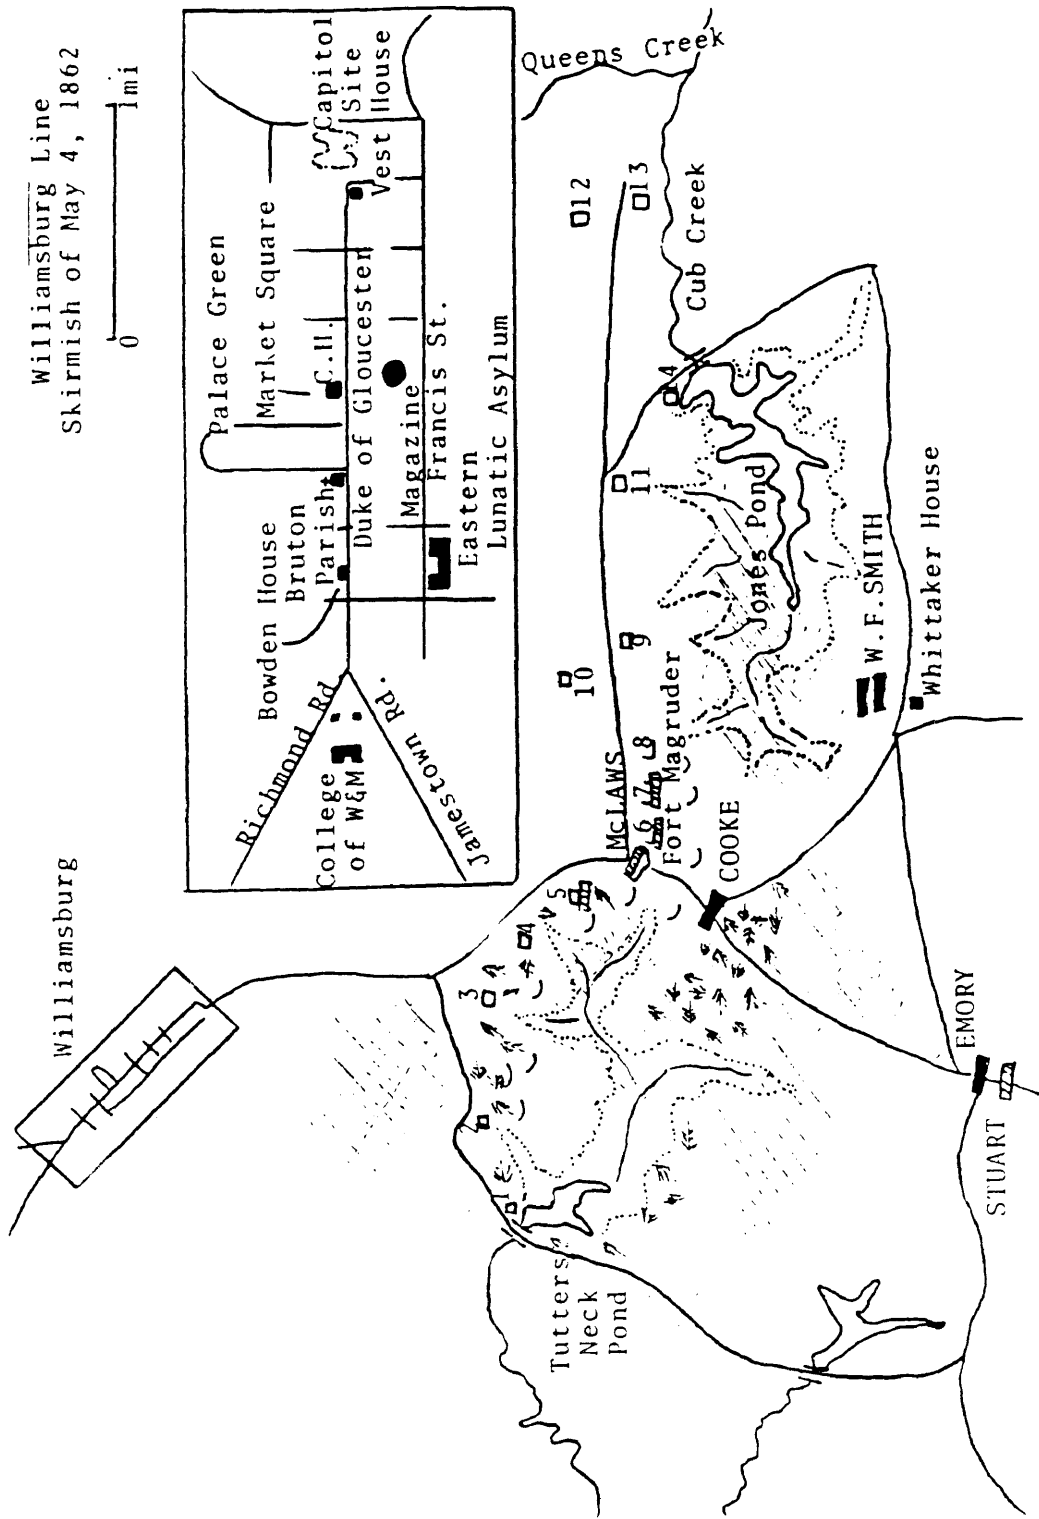 Williamsburg Line
Skirmish of May 4, 1862
0
1mi
Palace Green
Market Square
Capitol
Site
Vest House
C.H.
Duke of Gloucester
Magazine
Francis St.
Eastern
Lunatic Asylum
Bowden House
Bruton
Parish
Richmond Rd.
College
of W&M
Jamestown Rd.
Williamsburg
Queens Creek
Cub Creek
12
13
14
11
10
9
8
7
6
5
4
3
2
1
McLAWS
Fort Magruder
Jones Pond
COOKE
W.F.SMITH
Whittaker House
EMORY
STUART
Tutters
Neck
Pond